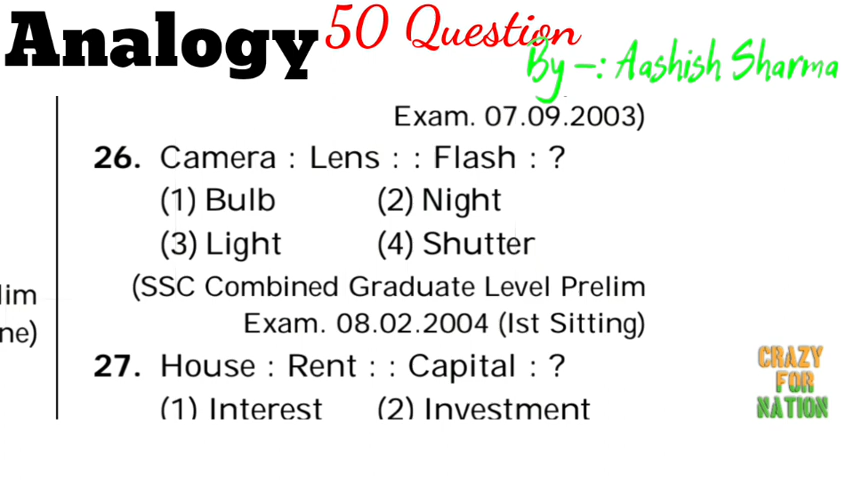 Analogy 50 Question
By -: Aashish Sharma
Exam. 07.09.2003)
26. Camera : Lens : : Flash : ?
(1) Bulb (2) Night
(3) Light (4) Shutter
(SSC Combined Graduate Level Prelim
Exam. 08.02.2004 (Ist Sitting)
lim
ne)
27. House : Rent : : Capital : ?
(1) Interest (2) Investment
CRAZY
FOR
NATION